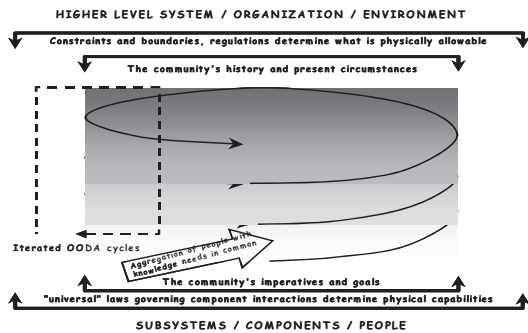 HIGHER LEVEL SYSTEM / ORGANIZATION / ENVIRONMENT
Constraints and boundaries, regulations determine what is physically allowable
The community's history and present circumstances
Iterated OODA cycles
Aggregation of people with
knowledge needs in common
The community's imperatives and goals
"universal" laws governing component interactions determine physical capabilities
SUBSYSTEMS / COMPONENTS / PEOPLE